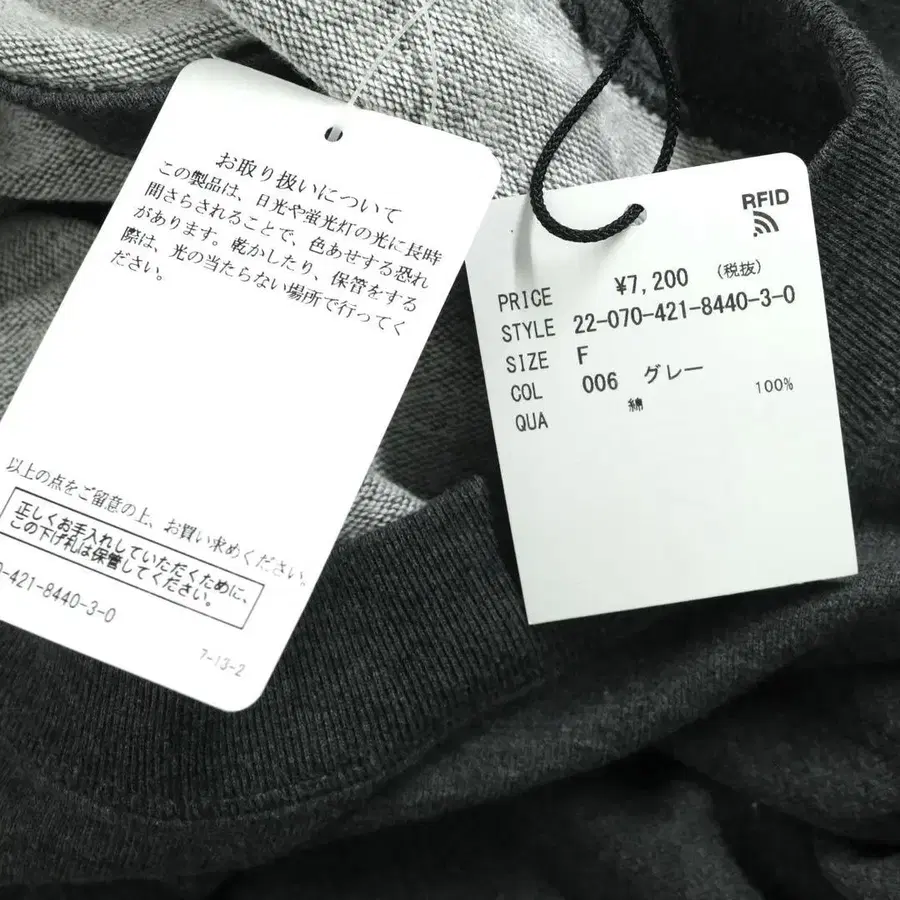 お取り扱いについて
この製品は、日光や蛍光灯の光に長時
間さらされることで、色あせする恐れ
があります。乾かしたり、保管をする
際は、光の当たらない場所で行ってく
ださい。
以上の点をご留意の上、お買い求めください。
正しくお手入れしていただくために、
この下げ札は保管してください。
-421-8440-3-0
7-13-2
RFID
PRICE ¥7,200 (税抜)
STYLE 22-070-421-8440-3-0
SIZE F
COL 006 グレー
QUA 綿 100%